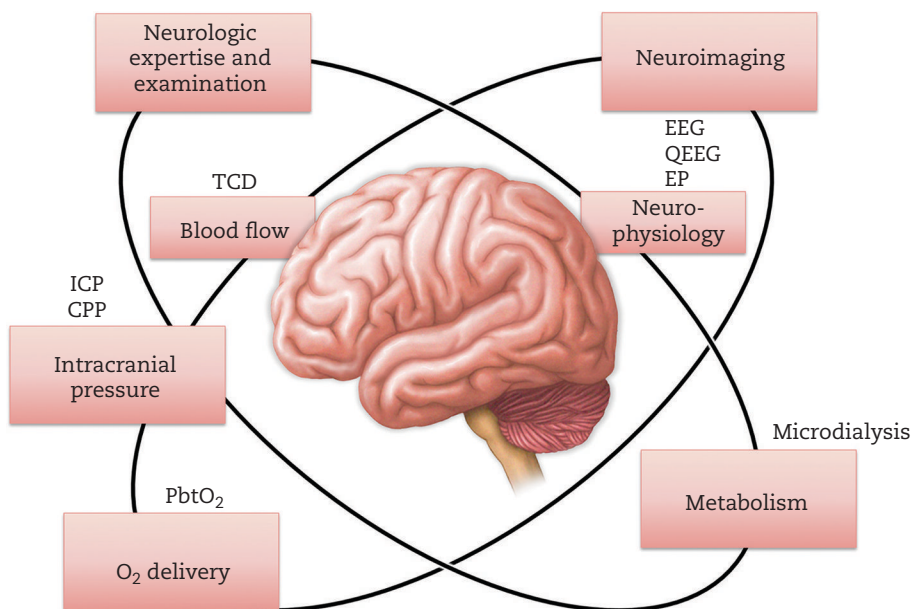 Neurologic
expertise and
examination
Neuroimaging
EEG
QEEG
EP
TCD
Blood flow
Neuro-
physiology
ICP
CPP
Intracranial
pressure
Microdialysis
Metabolism
PbtO₂
O₂ delivery